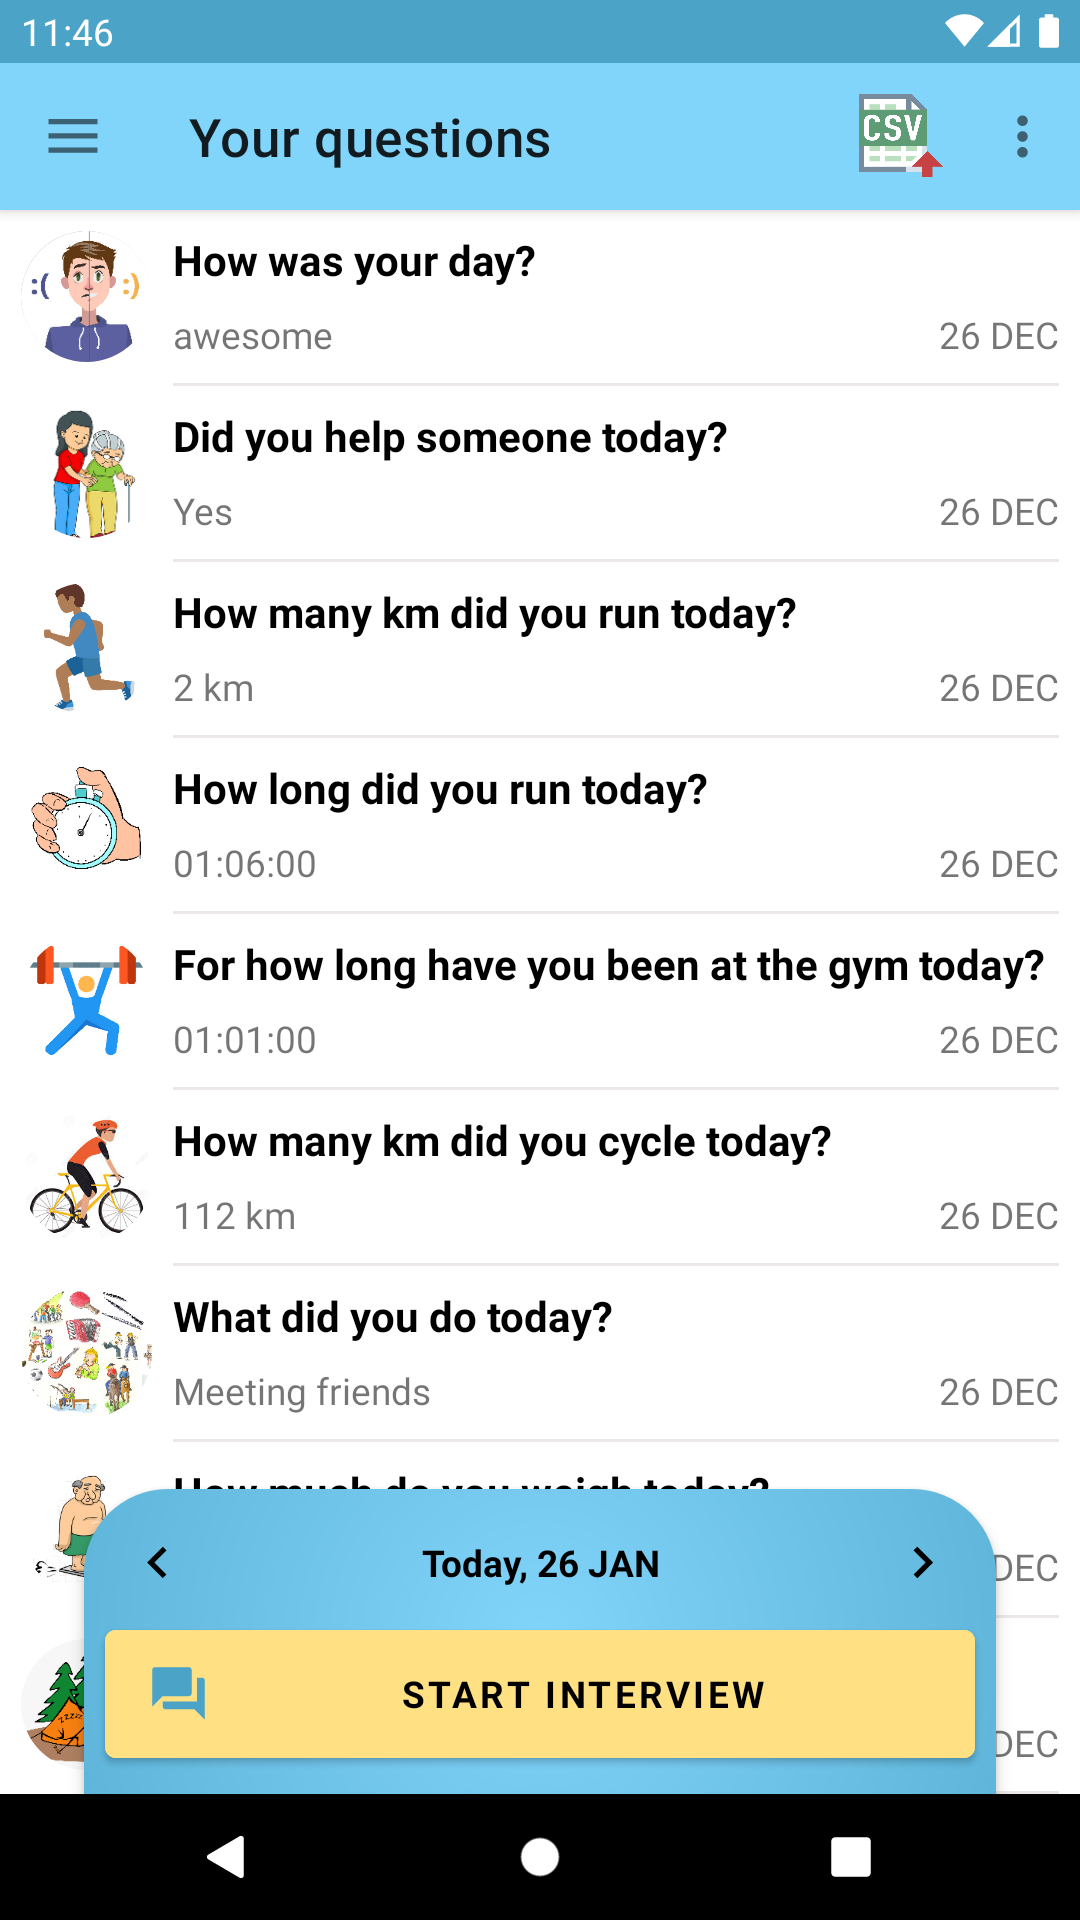 11:46
Your questions
CSV
How was your day?
awesome
26 DEC
Did you help someone today?
Yes
26 DEC
How many km did you run today?
2 km
26 DEC
How long did you run today?
01:06:00
26 DEC
For how long have you been at the gym today?
01:01:00
26 DEC
How many km did you cycle today?
112 km
26 DEC
What did you do today?
Meeting friends
26 DEC
How much do you weigh today?
DEC
Today, 26 JAN
START INTERVIEW
DEC